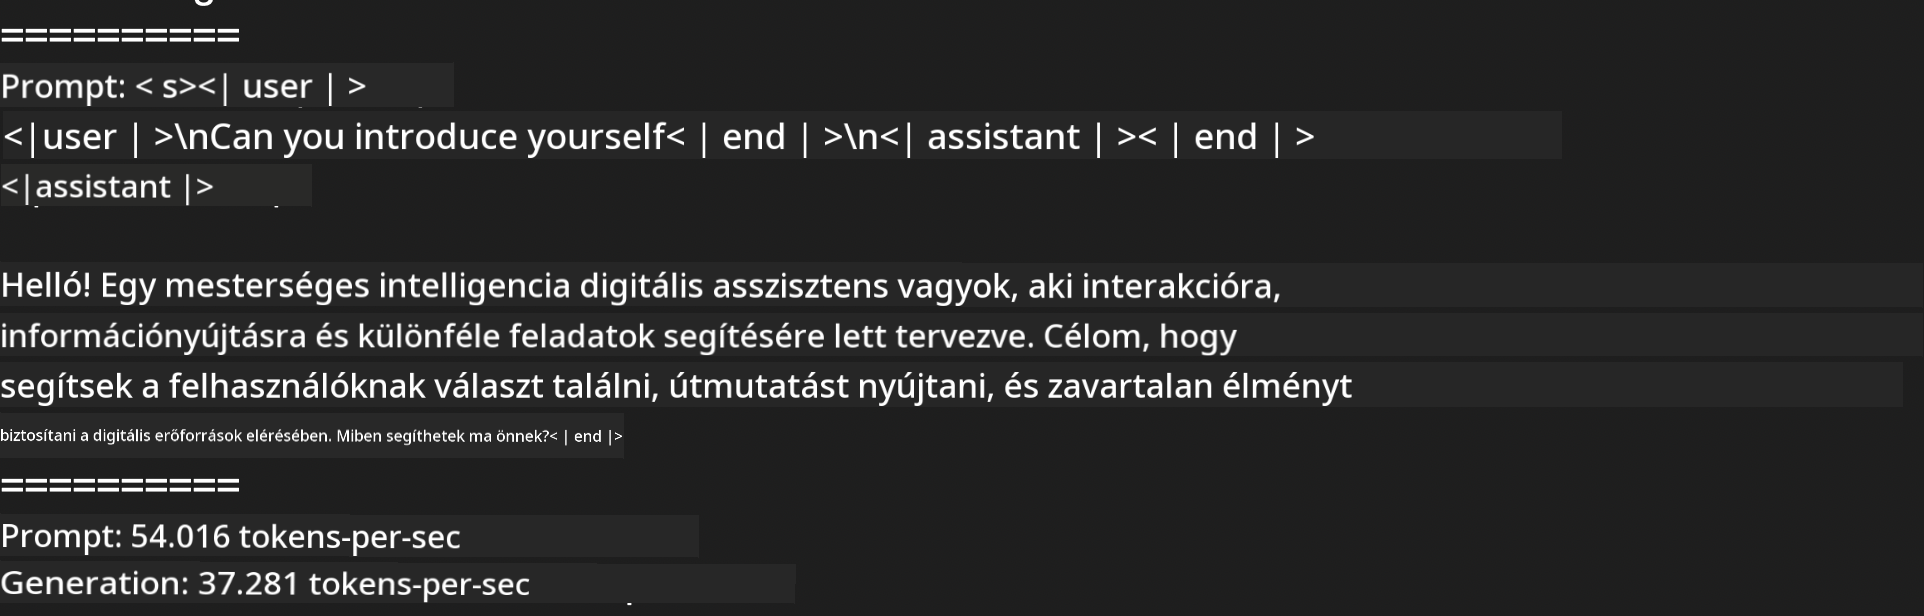 ==========
Prompt: < s><| user | >
<|user | >\nCan you introduce yourself< | end | >\n<| assistant | >< | end | >
<|assistant |>
Helló! Egy mesterséges intelligencia digitális asszisztens vagyok, aki interakcióra,
információnyújtásra és különféle feladatok segítésére lett tervezve. Célom, hogy
segítsek a felhasználóknak választ találni, útmutatást nyújtani, és zavartalan élményt
biztosítani a digitális erőforrások elérésében. Miben segíthetek ma önnek?< | end |>
==========
Prompt: 54.016 tokens-per-sec
Generation: 37.281 tokens-per-sec